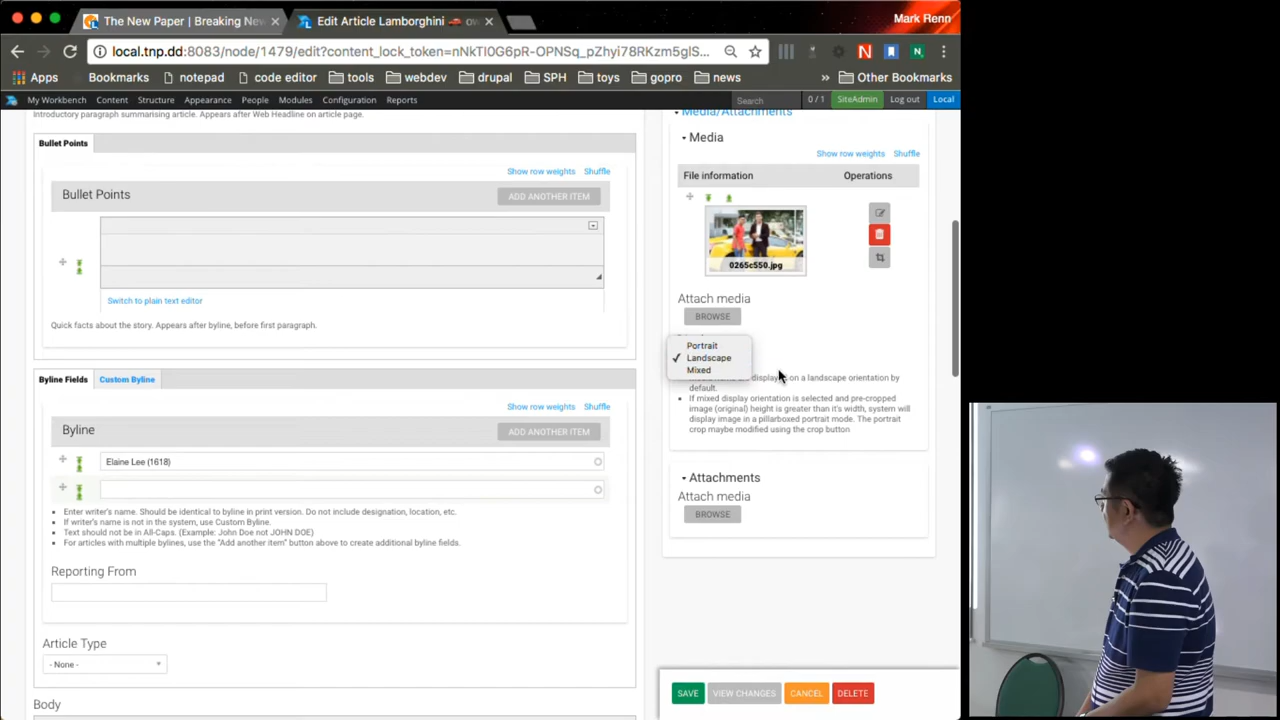 The New Paper | Breaking New
Edit Article Lamborghini
Mark Renn
local.tnp.dd:8083/node/1479/edit?content_lock_token=nNkTI0G6pR-OPNSq_pZhyi78RKzm5glS...
Apps
Bookmarks
notepad
code editor
tools
webdev
drupal
SPH
toys
gopro
news
»
Other Bookmarks
My Workbench
Content
Structure
Appearance
People
Modules
Configuration
Reports
Search
0 / 1
SiteAdmin
Log out
Local
Introductory paragraph summarising article. Appears after Web Headline on article page.
Bullet Points
Show row weights
Shuffle
Bullet Points
ADD ANOTHER ITEM
Switch to plain text editor
Quick facts about the story. Appears after byline, before first paragraph.
Byline Fields
Custom Byline
Show row weights
Shuffle
Byline
ADD ANOTHER ITEM
Elaine Lee (1618)
Enter writer's name. Should be identical to byline in print version. Do not include designation, location, etc.
If writer's name is not in the system, use Custom Byline.
Text should not be in All-Caps. (Example: John Doe not JOHN DOE)
For articles with multiple bylines, use the "Add another item" button above to create additional byline fields.
Reporting From
Article Type
- None -
Body
Media/Attachments
Media
Show row weights
Shuffle
File information
Operations
0265c550.jpg
Attach media
BROWSE
Portrait
Landscape
Mixed
on a landscape orientation by
default.
If mixed display orientation is selected and pre-cropped
image (original) height is greater than it's width, system will
display image in a pillarboxed portrait mode. The portrait
crop maybe modified using the crop button
Attachments
Attach media
BROWSE
SAVE
VIEW CHANGES
CANCEL
DELETE